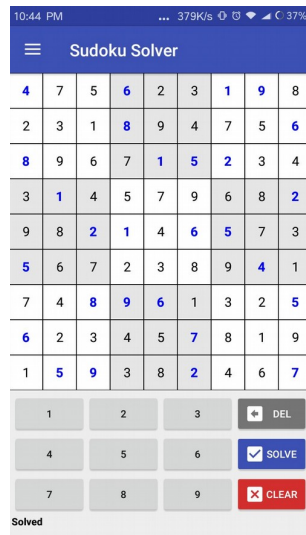 10:44 PM ... 379K/s 37%
Sudoku Solver
4 7 5 6 2 3 1 9 8
2 3 1 8 9 4 7 5 6
8 9 6 7 1 5 2 3 4
3 1 4 5 7 9 6 8 2
9 8 2 1 4 6 5 7 3
5 6 7 2 3 8 9 4 1
7 4 8 9 6 1 3 2 5
6 2 3 4 5 7 8 1 9
1 5 9 3 8 2 4 6 7
1 2 3 DEL
4 5 6 SOLVE
7 8 9 CLEAR
Solved